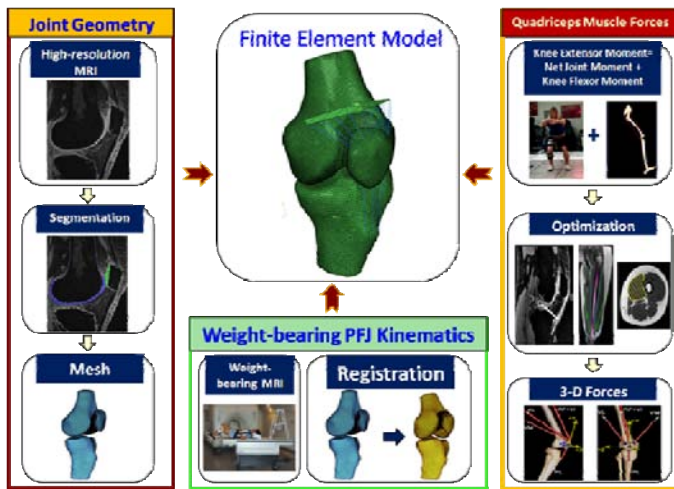 Joint Geometry
High-resolution
MRI
Segmentation
Mesh
Finite Element Model
Weight-bearing PFJ Kinematics
Weight-
bearing MRI
Registration
Quadriceps Muscle Forces
Knee Extensor Moment=
Net Joint Moment +
Knee Flexor Moment
+
Optimization
3-D Forces